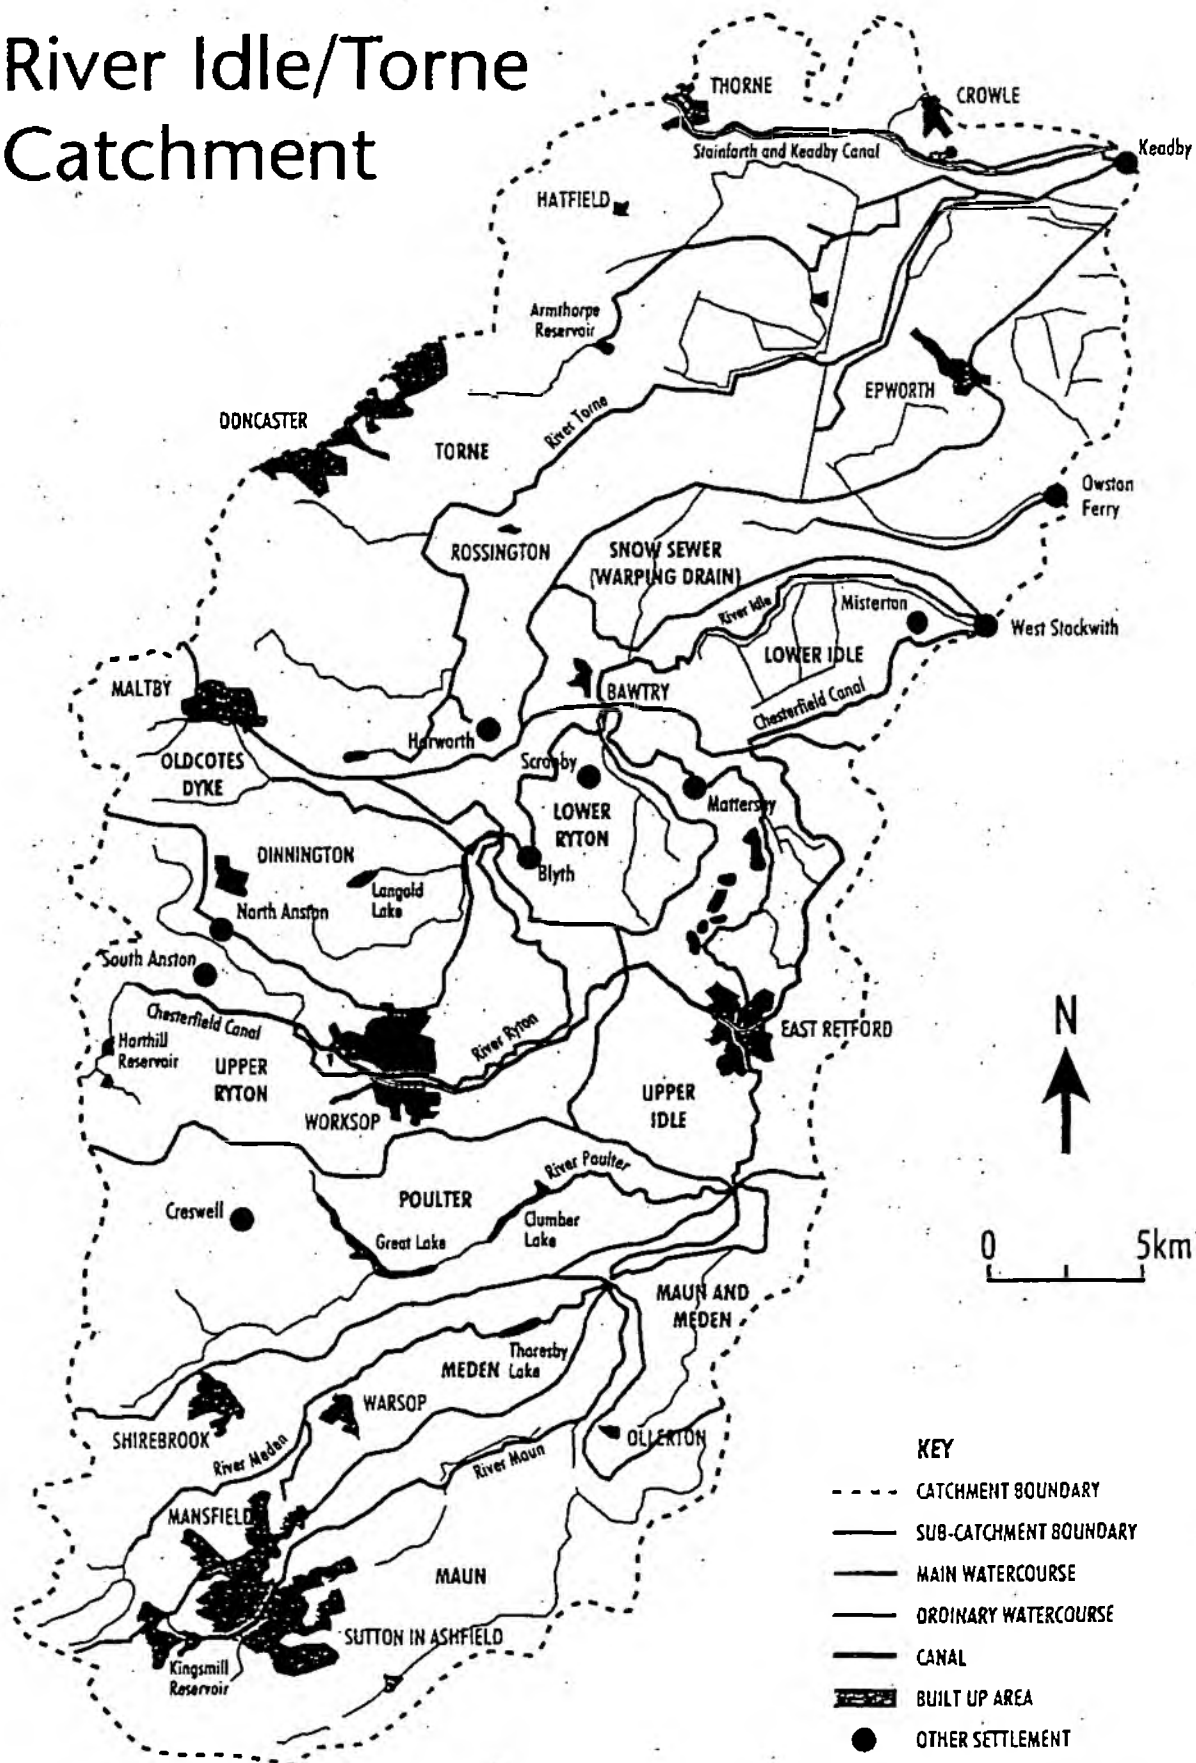 River Idle/Torne
Catchment
THORNE
CROWLE
Keadby
Stainforth and Keadby Canal
HATFIELD
Armthorpe
Reservoir
DONCASTER
River Torne
EPWORTH
TORNE
Owston
Ferry
ROSSINGTON
SNOW SEWER
(WARPING DRAIN)
River Idle
Misterton
West Stockwith
LOWER IDLE
MALTBY
BAWTRY
Chesterfield Canal
Harworth
OLDCOTES
DYKE
Scrooby
Mattersey
LOWER
RYTON
DINNINGTON
Blyth
Langold
Lake
North Anston
South Anston
Chesterfield Canal
River Ryton
EAST RETFORD
N
Harthill
Reservoir
UPPER
RYTON
UPPER
IDLE
WORKSOP
River Poulter
POULTER
Creswell
Clumber
Lake
Great Lake
0 5km
MAUN AND
MEDEN
Thoresby
Lake
MEDEN
WARSOP
SHIREBROOK
OLLERTON
River Meden
River Maun
MANSFIELD
MAUN
SUTTON IN ASHFIELD
Kingsmill
Reservoir
KEY
CATCHMENT BOUNDARY
SUB-CATCHMENT BOUNDARY
MAIN WATERCOURSE
ORDINARY WATERCOURSE
CANAL
BUILT UP AREA
OTHER SETTLEMENT